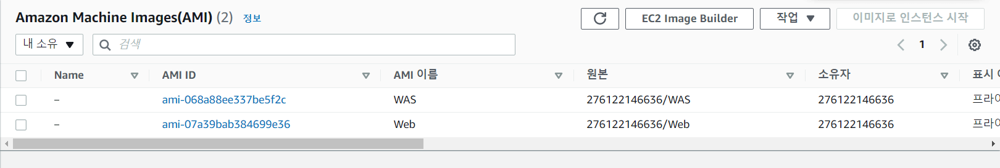 Amazon Machine Images(AMI) (2) 정보
EC2 Image Builder 작업 이미지로 인스턴스 시작
내 소유 검색 1
Name AMI ID AMI 이름 원본 소유자 표시
– ami-068a88ee337be5f2c WAS 276122146636/WAS 276122146636 프라이
– ami-07a39bab384699e36 Web 276122146636/Web 276122146636 프라이